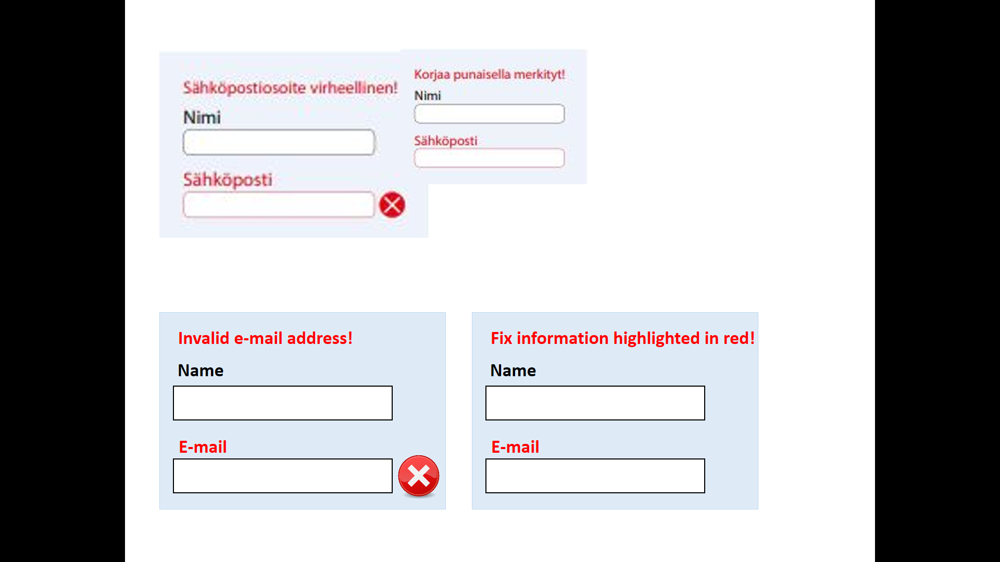 Sähköpostiosoite virheellinen!
Nimi
Sähköposti
Korjaa punaisella merkityt!
Nimi
Sähköposti
Invalid e-mail address!
Name
E-mail
Fix information highlighted in red!
Name
E-mail